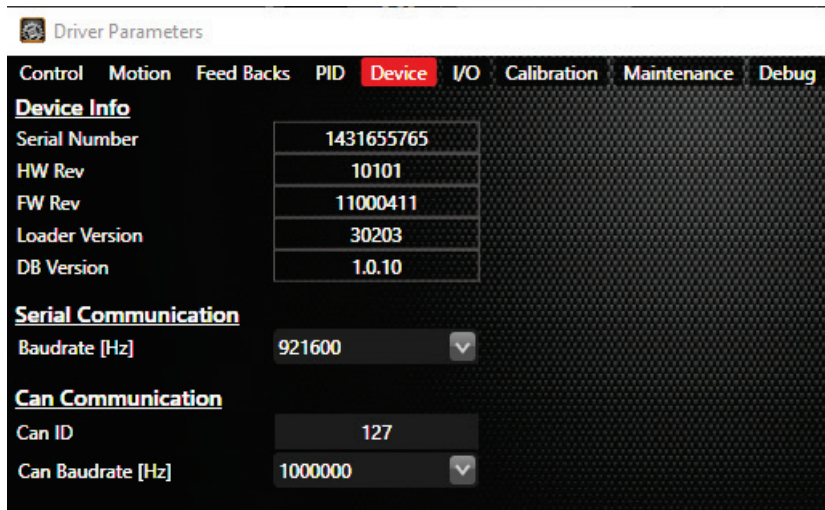 Driver Parameters
Control Motion Feed Backs PID Device I/O Calibration Maintenance Debug
Device Info
Serial Number 1431655765
HW Rev 10101
FW Rev 11000411
Loader Version 30203
DB Version 1.0.10
Serial Communication
Baudrate [Hz] 921600
Can Communication
Can ID 127
Can Baudrate [Hz] 1000000